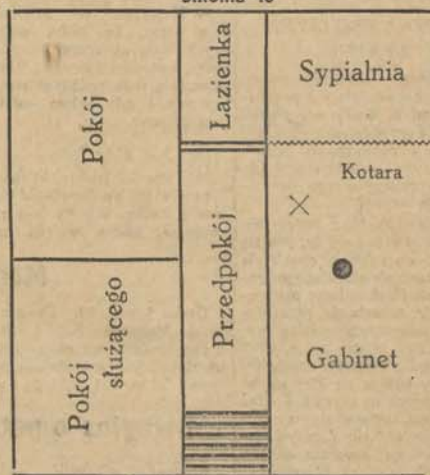 Pokój
Łazienka
Sypialnia
Kotara
Przedpokój
Pokój
służącego
Gabinet